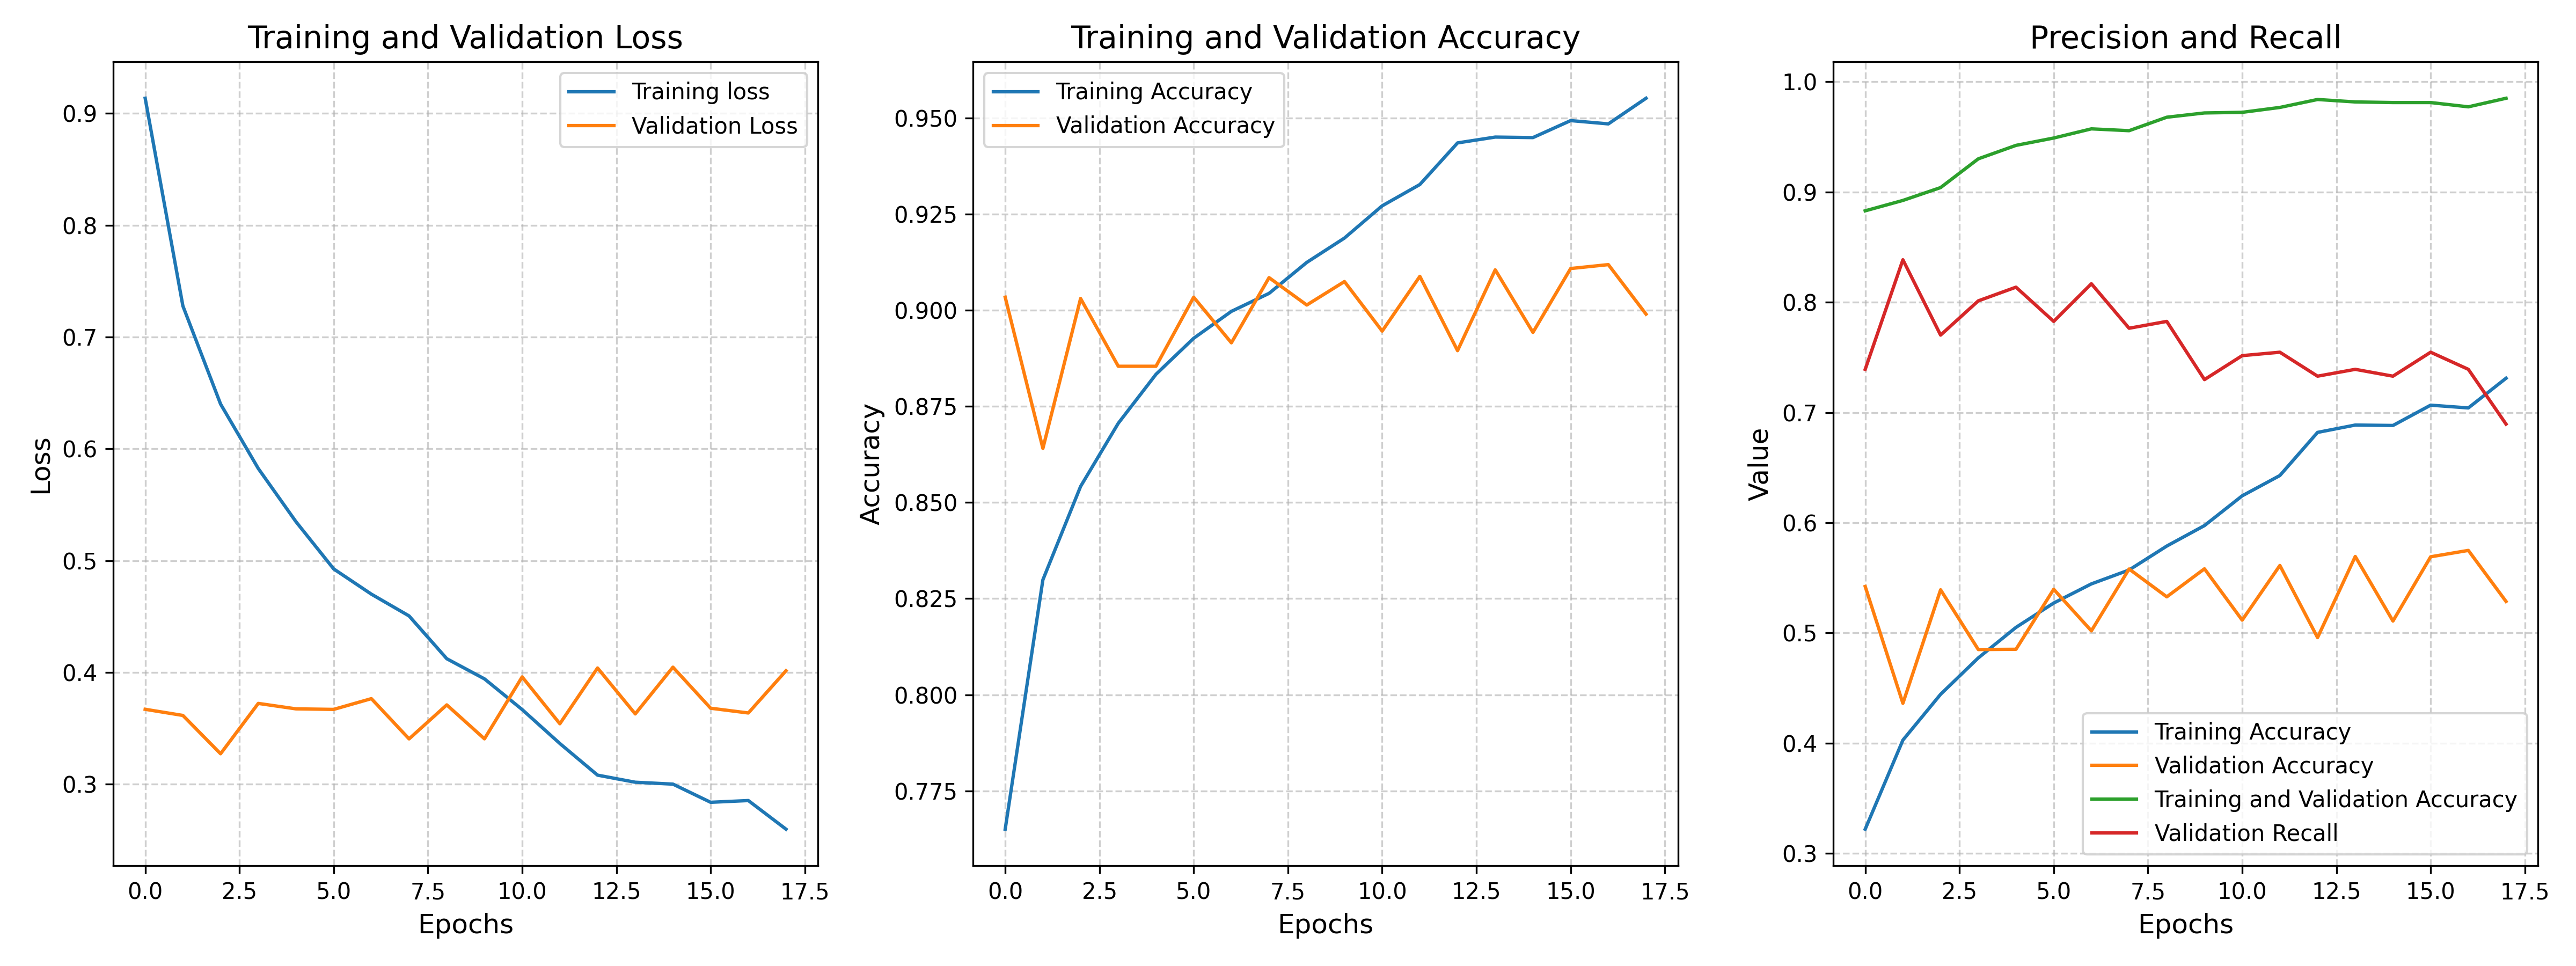 Training and Validation Loss
Training loss
Validation Loss
0.9
0.8
0.7
0.6
0.5
0.4
0.3
Loss
0.0 2.5 5.0 7.5 10.0 12.5 15.0 17.5
Epochs
Training and Validation Accuracy
Training Accuracy
Validation Accuracy
0.950
0.925
0.900
0.875
0.850
0.825
0.800
0.775
Accuracy
0.0 2.5 5.0 7.5 10.0 12.5 15.0 17.5
Epochs
Precision and Recall
1.0
0.9
0.8
0.7
0.6
0.5
0.4
0.3
Value
Training Accuracy
Validation Accuracy
Training and Validation Accuracy
Validation Recall
0.0 2.5 5.0 7.5 10.0 12.5 15.0 17.5
Epochs